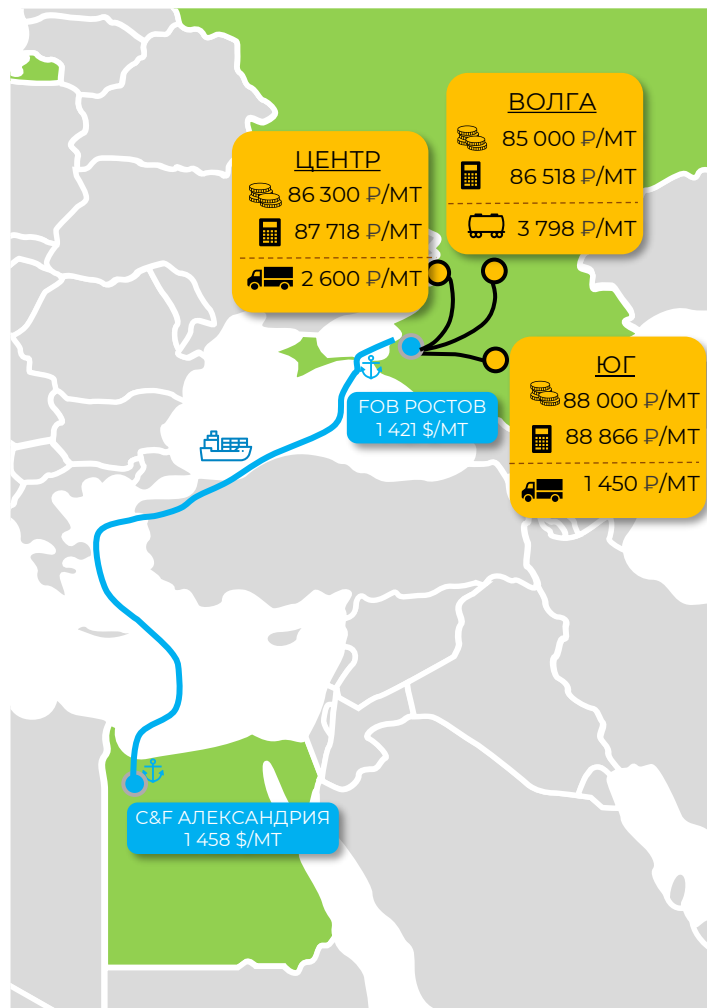 ВОЛГА
85 000 ₽/МТ
86 518 ₽/МТ
3 798 ₽/МТ
ЦЕНТР
86 300 ₽/МТ
87 718 ₽/МТ
2 600 ₽/МТ
ЮГ
88 000 ₽/МТ
88 866 ₽/МТ
1 450 ₽/МТ
FOB РОСТОВ
1 421 $/МТ
C&F АЛЕКСАНДРИЯ
1 458 $/МТ